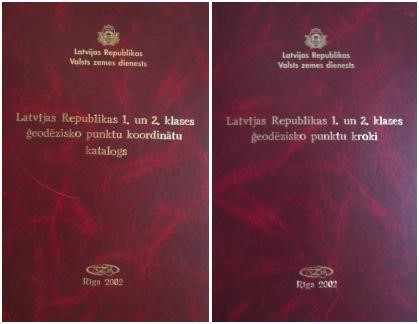 Latvijas Republikas
Valsts zemes dienests
Latvijas Republikas 1. un 2. klases
ģeodēzisko punktu koordinātu
katalogs
Rīga 2002
Latvijas Republikas
Valsts zemes dienests
Latvijas Republikas 1. un 2. klases
ģeodēzisko punktu kroki
Rīga 2002